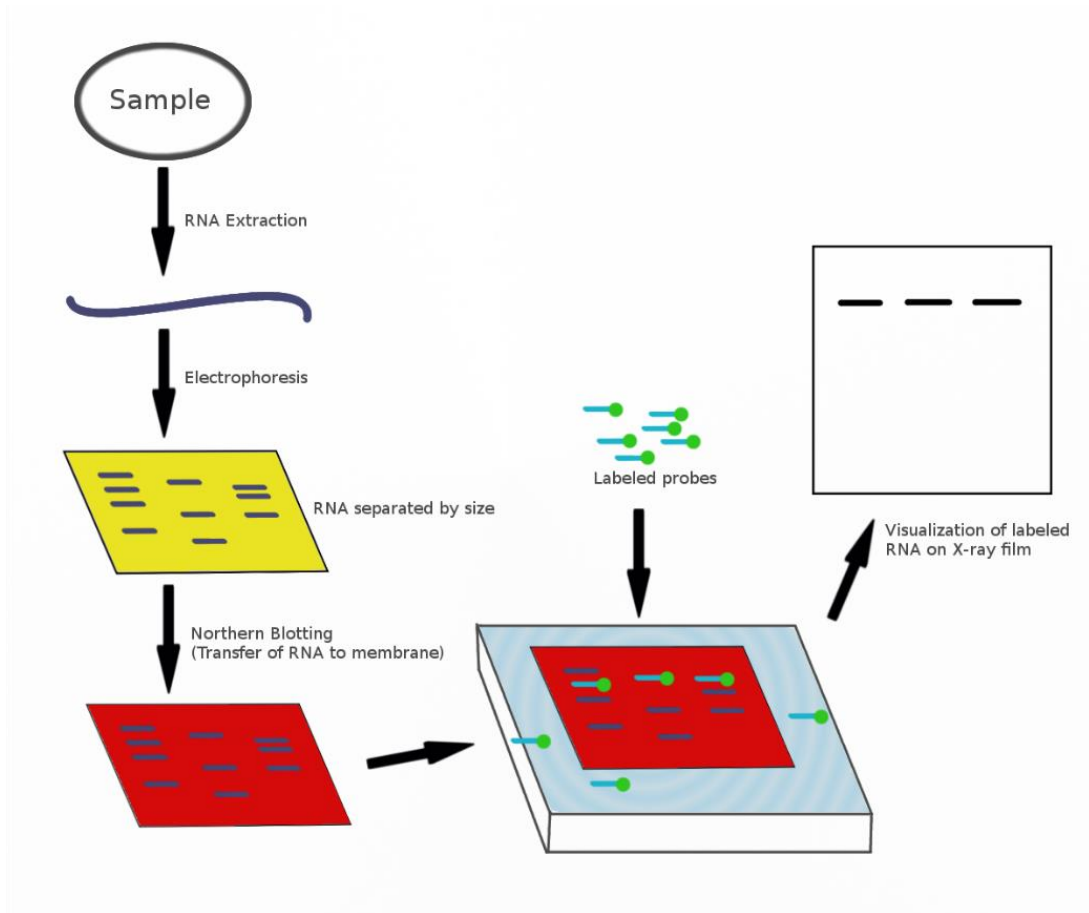 Sample
RNA Extraction
Electrophoresis
RNA separated by size
Northern Blotting
(Transfer of RNA to membrane)
Labeled probes
Visualization of labeled
RNA on X-ray film